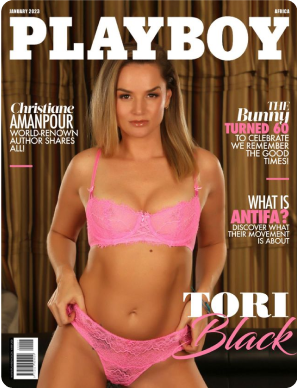 JANUARY 2023
AFRICA
PLAYBOY
Christiane
AMANPOUR
WORLD-RENOWN
AUTHOR SHARES
ALL!
THE
Bunny
TURNED 60
TO CELEBRATE
WE REMEMBER
THE GOOD
TIMES!
WHAT IS
ANTIFA?
DISCOVER WHAT
THEIR MOVEMENT
IS ABOUT
TORI
Black